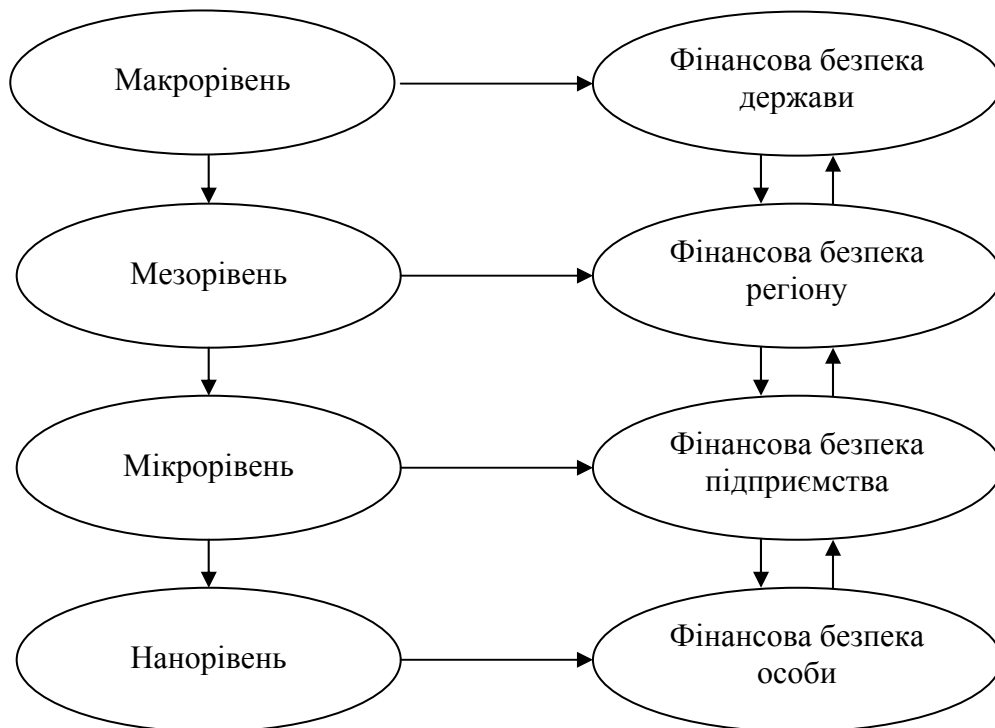 Макрорівень
Фінансова безпека
держави
Мезорівень
Фінансова безпека
регіону
Мікрорівень
Фінансова безпека
підприємства
Нанорівень
Фінансова безпека
особи